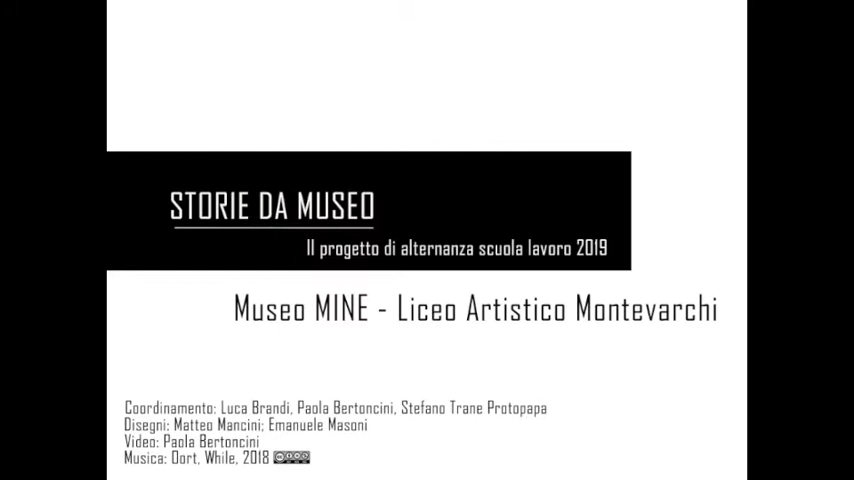 STORIE DA MUSEO
Il progetto di alternanza scuola lavoro 2019
Museo MINE - Liceo Artistico Montevarchi
Coordinamento: Luca Brandi, Paola Bertoncini, Stefano Trane Protopapa
Disegni: Matteo Mancini; Emanuele Masoni
Video: Paola Bertoncini
Musica: Oort, While, 2018